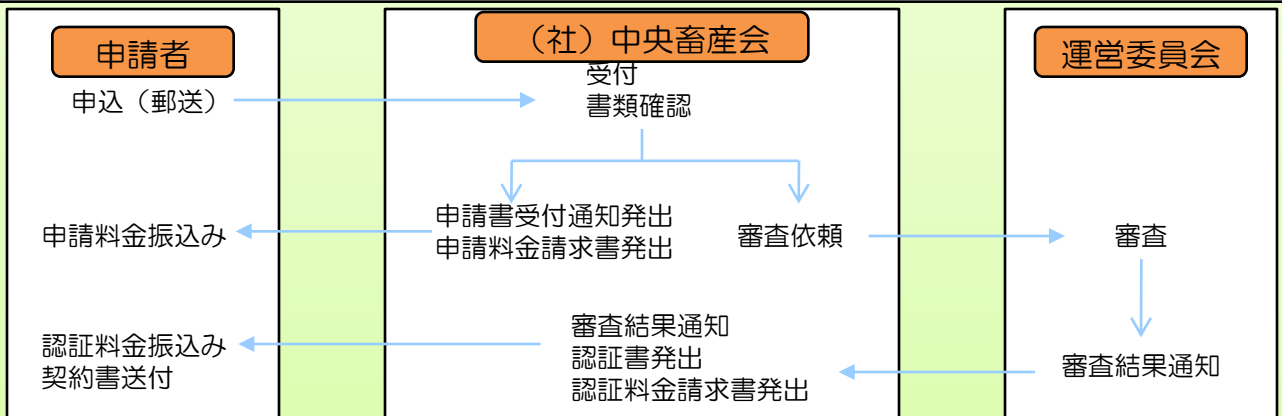 申請者
（社）中央畜産会
運営委員会
申込（郵送）
受付
書類確認
申請書受付通知発出
申請料金請求書発出
申請料金振込み
審査依頼
審査
審査結果通知
認証書発出
認証料金請求書発出
認証料金振込み
契約書送付
審査結果通知